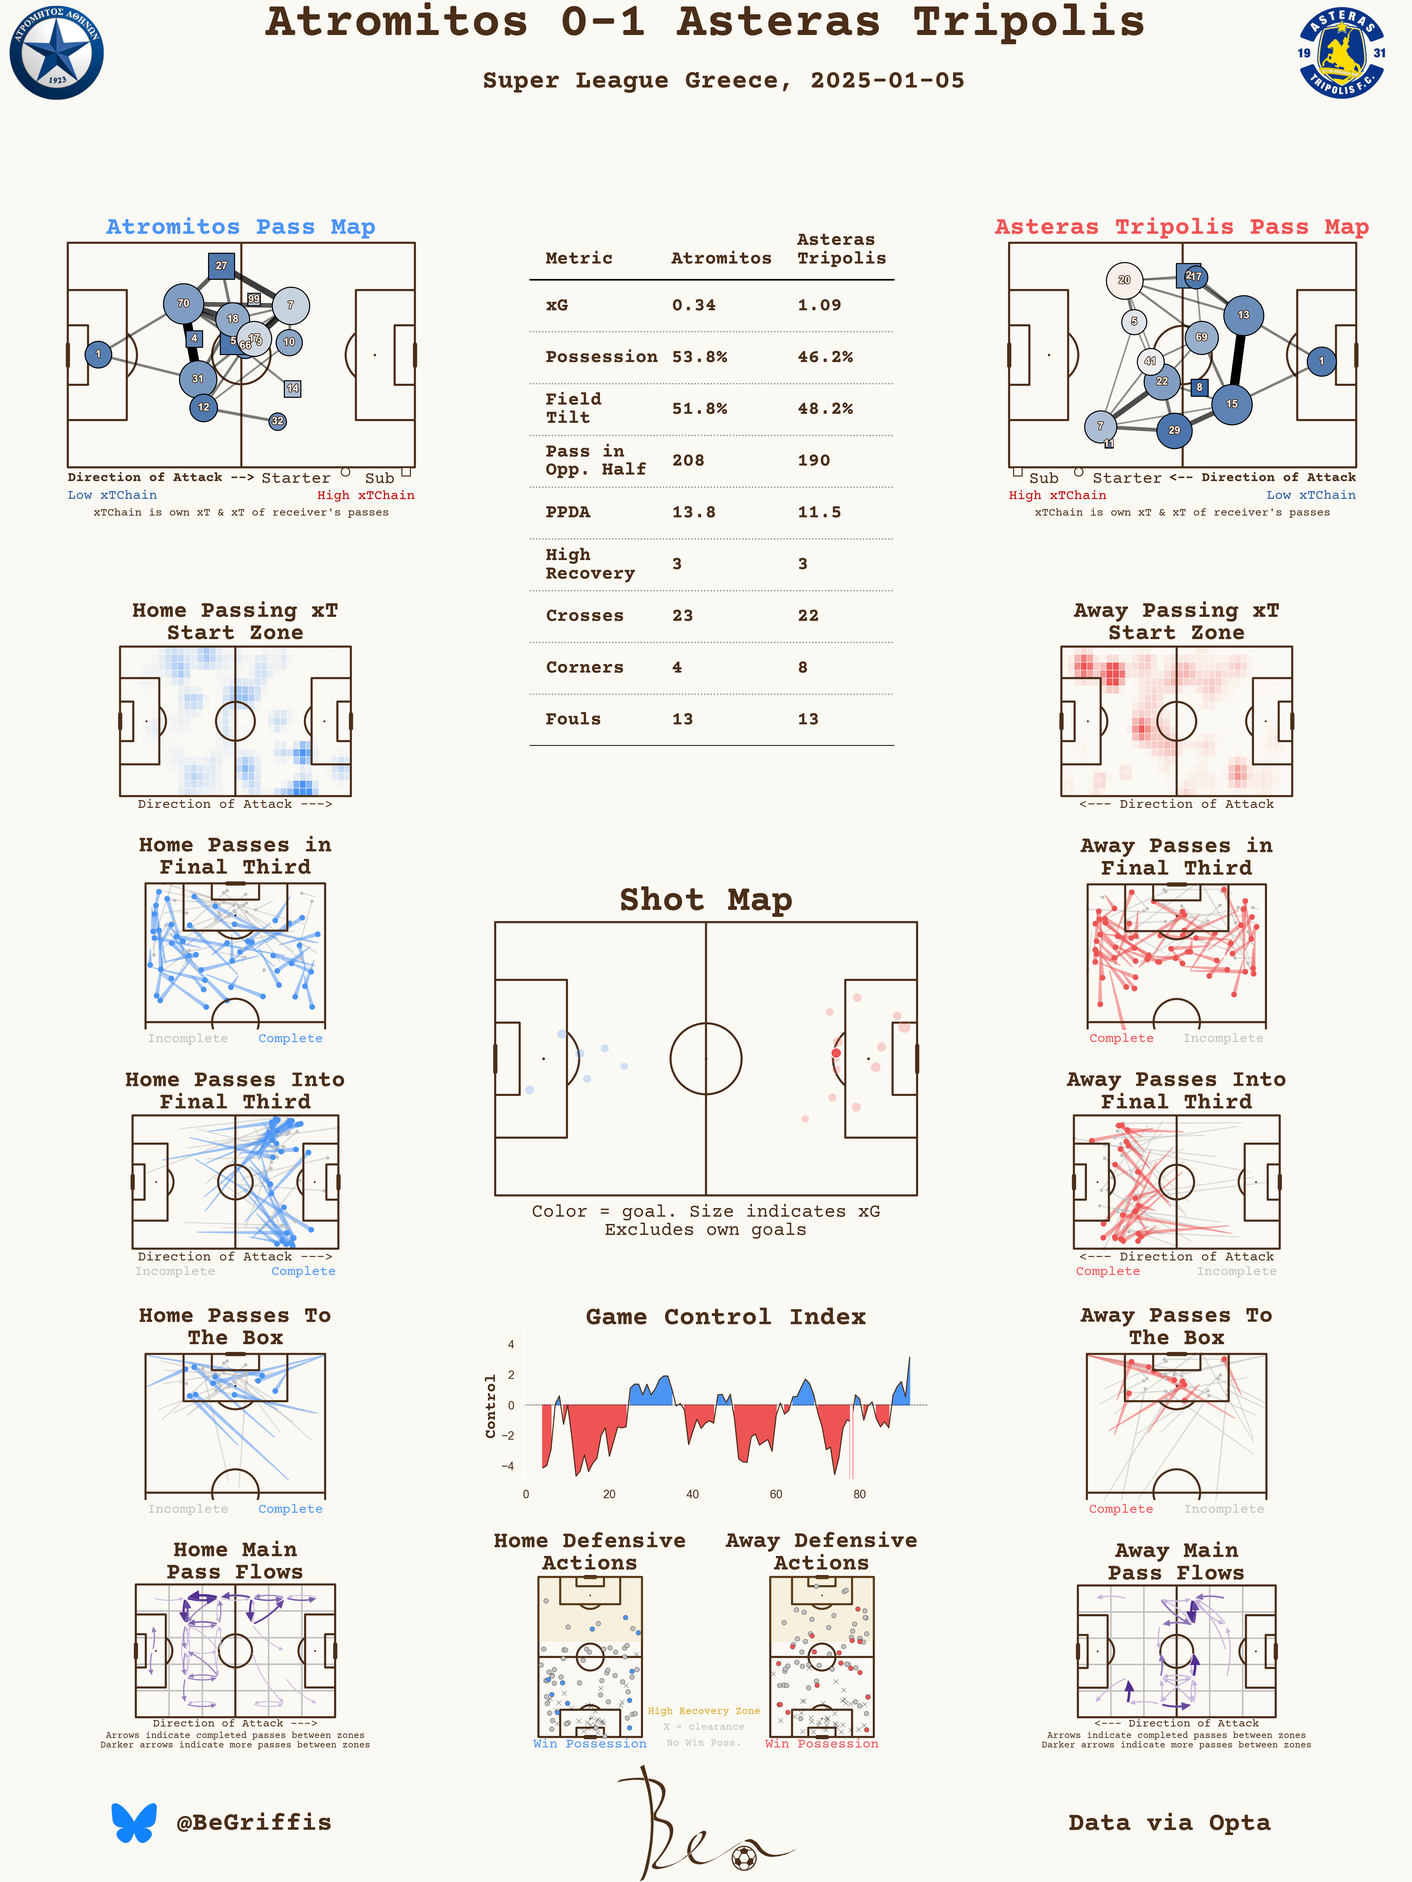 Atromitos 0-1 Asteras Tripolis
Super League Greece, 2025-01-05
ΑΤΡΟΜΗΤΟΣ ΑΘΗΝΩΝ
1923
ASTERAS
19 31
TRIPOLIS F.C.
Atromitos Pass Map
27
70
99
7
18
4
5
17
9
66
10
1
31
14
12
32
Direction of Attack --> Starter Sub
Low xTChain High xTChain
xTChain is own xT & xT of receiver's passes
Metric Atromitos Asteras Tripolis
xG 0.34 1.09
Possession 53.8% 46.2%
Field Tilt 51.8% 48.2%
Pass in Opp. Half 208 190
PPDA 13.8 11.5
High Recovery 3 3
Crosses 23 22
Corners 4 8
Fouls 13 13
Asteras Tripolis Pass Map
20
17
5
13
69
41
1
22
8
15
7
29
11
Sub Starter <-- Direction of Attack
High xTChain Low xTChain
xTChain is own xT & xT of receiver's passes
Home Passing xT
Start Zone
Direction of Attack --->
Away Passing xT
Start Zone
<--- Direction of Attack
Home Passes in
Final Third
Incomplete Complete
Away Passes in
Final Third
Complete Incomplete
Shot Map
Color = goal. Size indicates xG
Excludes own goals
Home Passes Into
Final Third
Direction of Attack --->
Incomplete Complete
Away Passes Into
Final Third
<--- Direction of Attack
Complete Incomplete
Home Passes To
The Box
Incomplete Complete
Game Control Index
Control
4
2
0
−2
−4
0 20 40 60 80
Away Passes To
The Box
Complete Incomplete
Home Main
Pass Flows
Direction of Attack --->
Arrows indicate completed passes between zones
Darker arrows indicate more passes between zones
Home Defensive
Actions
Win Possession
Away Defensive
Actions
Win Possession
High Recovery Zone
X = clearance
No Win Poss.
Away Main
Pass Flows
<--- Direction of Attack
Arrows indicate completed passes between zones
Darker arrows indicate more passes between zones
@BeGriffis
Ben
Data via Opta